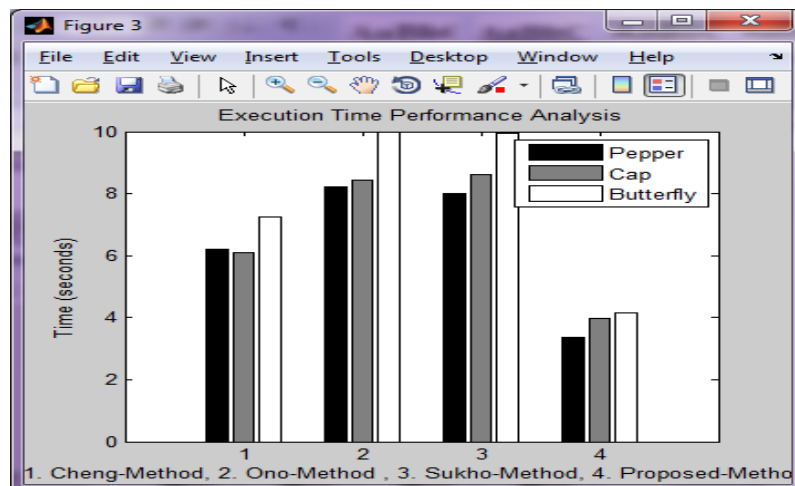 Figure 3
File Edit View Insert Tools Desktop Window Help
Execution Time Performance Analysis
10
8
6
4
2
0
Time (seconds)
Pepper
Cap
Butterfly
1 2 3 4
1. Cheng-Method, 2. Ono-Method , 3. Sukho-Method, 4. Proposed-Metho